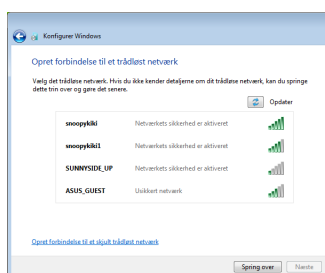 Konfigurer Windows
Opret forbindelse til et trådløst netværk
Vælg det trådløse netværk. Hvis du ikke kender detaljerne om dit trådløse netværk, kan du springe
dette trin over og gøre det senere.
Opdater
snoopykiki Netværkets sikkerhed er aktiveret
snoopykiki1 Netværkets sikkerhed er aktiveret
SUNNYSIDE_UP Netværkets sikkerhed er aktiveret
ASUS_GUEST Usikkert netværk
Opret forbindelse til et skjult trådløst netværk
Spring over Næste